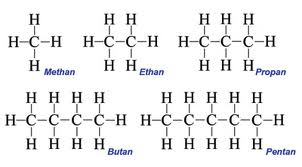 H H H H H H
H–C–H H–C–C–H H–C–C–C–H
H H H H H H
Methan Ethan Propan
H H H H H H H H H
H–C–C–C–C–H H–C–C–C–C–C–H
H H H H H H H H H
Butan Pentan